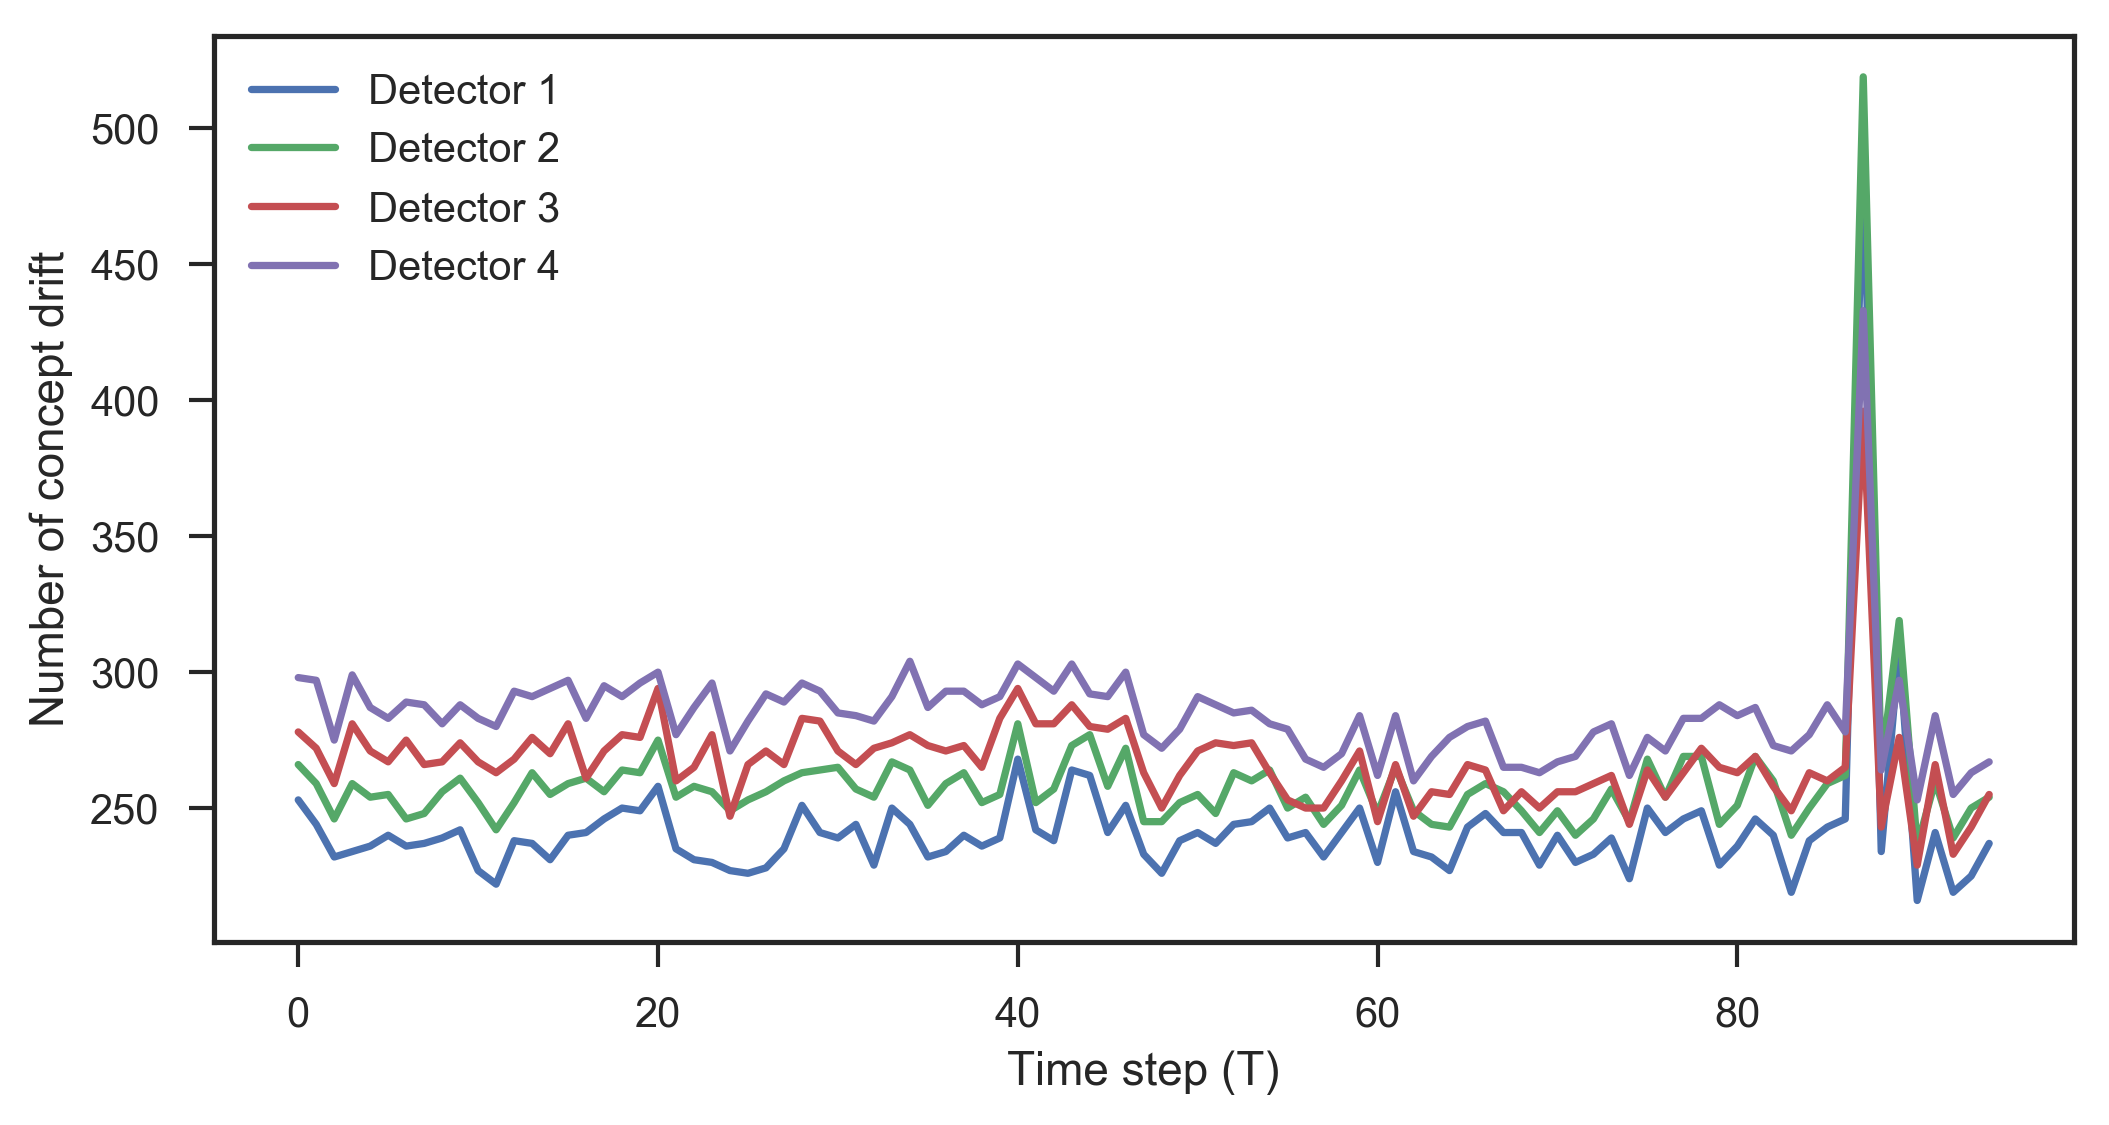 Detector 1
Detector 2
Detector 3
Detector 4
500
450
400
350
300
250
Number of concept drift
0 20 40 60 80
Time step (T)